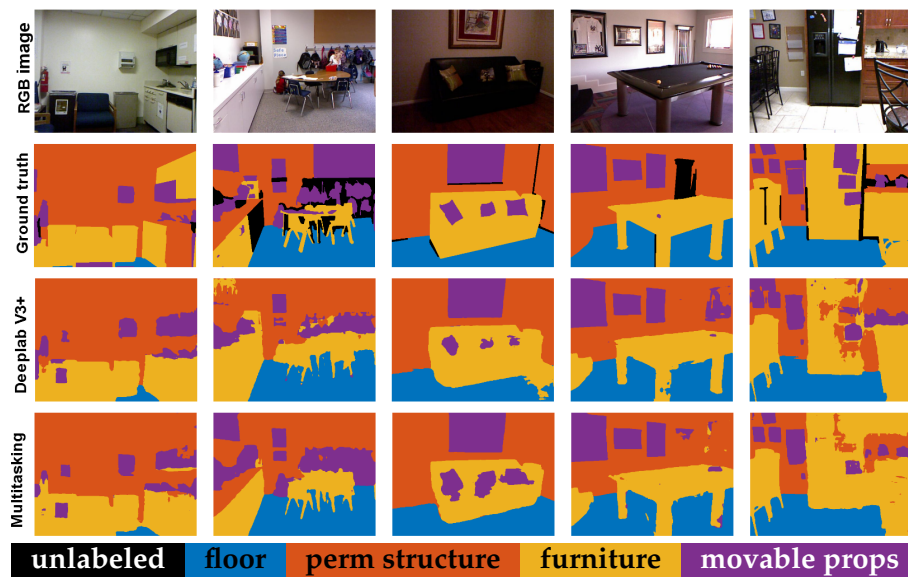 RGB image
Ground truth
Deeplab V3+
Multitasking
unlabeled floor perm structure furniture movable props